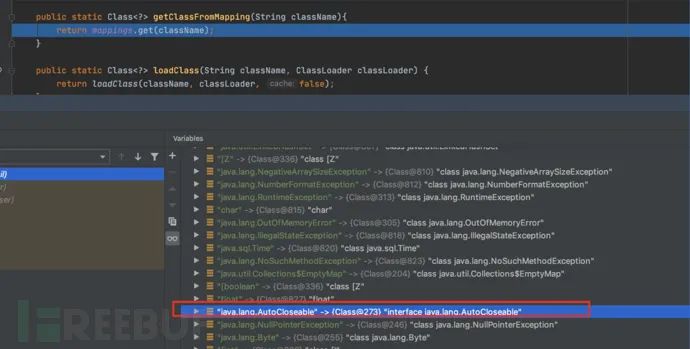 public static Class<?> getClassFromMapping(String className){
return mappings.get(className);
}
public static Class<?> loadClass(String className, ClassLoader classLoader) {
return loadClass(className, classLoader, cache: false);
Variables
"[Z" -> {Class@336} "class [Z"
"java.lang.NegativeArraySizeException" -> {Class@810} "class java.lang.NegativeArraySizeException"
"java.lang.NumberFormatException" -> {Class@812} "class java.lang.NumberFormatException"
"java.lang.RuntimeException" -> {Class@313} "class java.lang.RuntimeException"
"char" -> {Class@815} "char"
"java.lang.OutOfMemoryError" -> {Class@305} "class java.lang.OutOfMemoryError"
"java.lang.IllegalStateException" -> {Class@818} "class java.lang.IllegalStateException"
"java.sql.Time" -> {Class@820} "class java.sql.Time"
"java.lang.NoSuchMethodException" -> {Class@823} "class java.lang.NoSuchMethodException"
"java.util.Collections$EmptyMap" -> {Class@204} "class java.util.Collections$EmptyMap"
"[boolean" -> {Class@336} "class [Z"
"float" -> {Class@827} "float"
"java.lang.AutoCloseable" -> {Class@273} "interface java.lang.AutoCloseable"
"java.lang.NullPointerException" -> {Class@246} "class java.lang.NullPointerException"
"java.lang.Byte" -> {Class@255} "class java.lang.Byte"